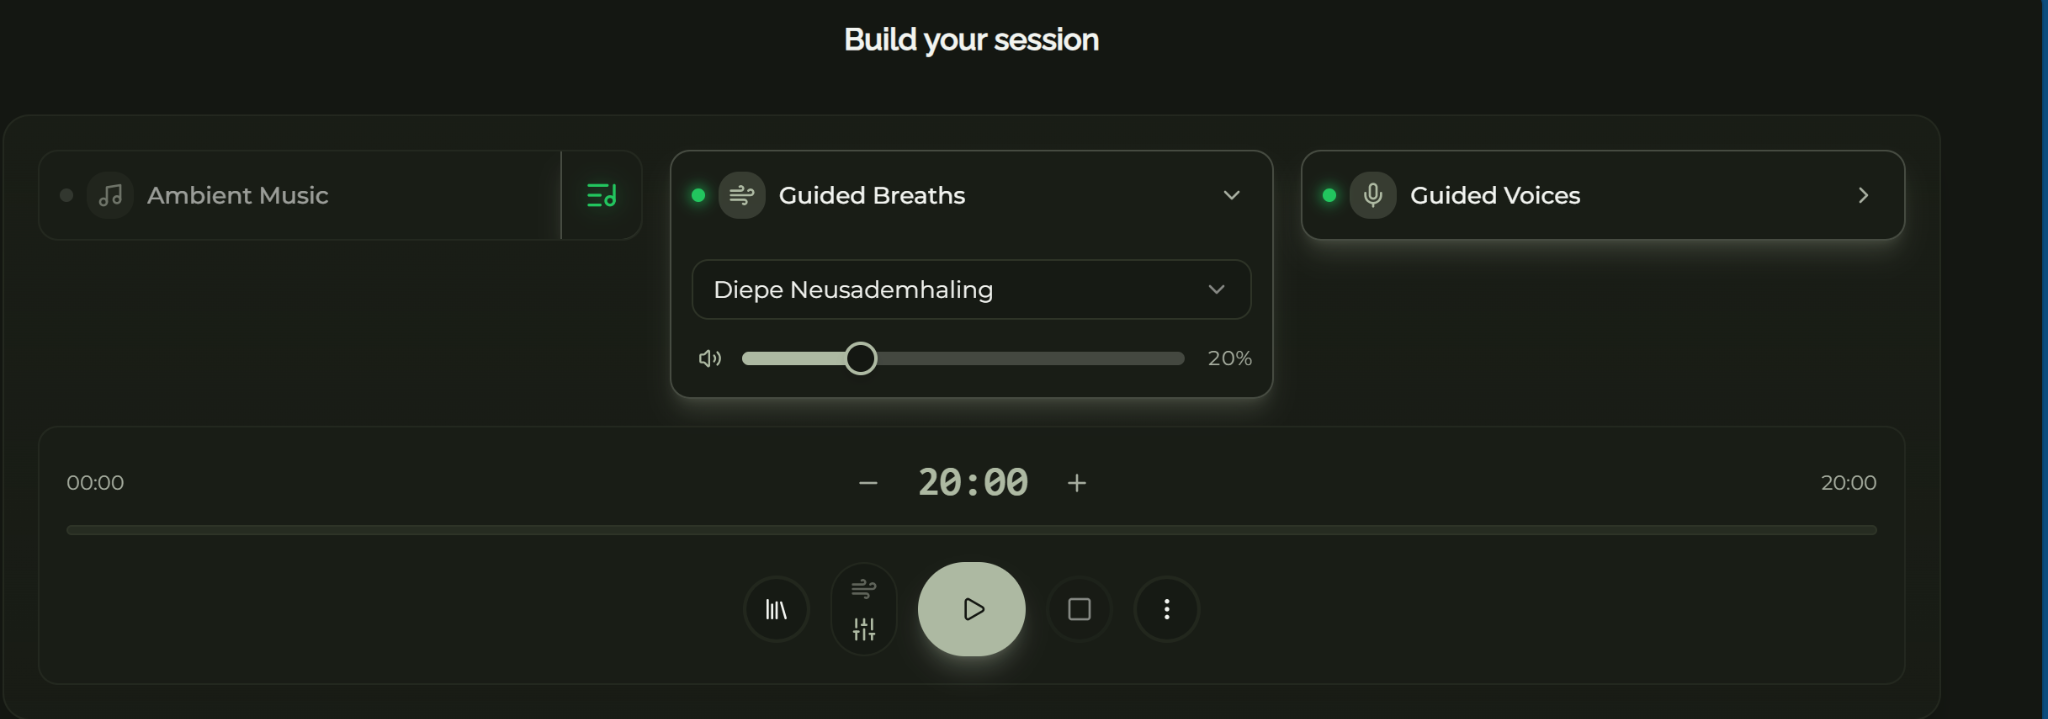 Build your session
Ambient Music
Guided Breaths
Guided Voices
Diepe Neusademhaling
20%
00:00
20:00
20:00